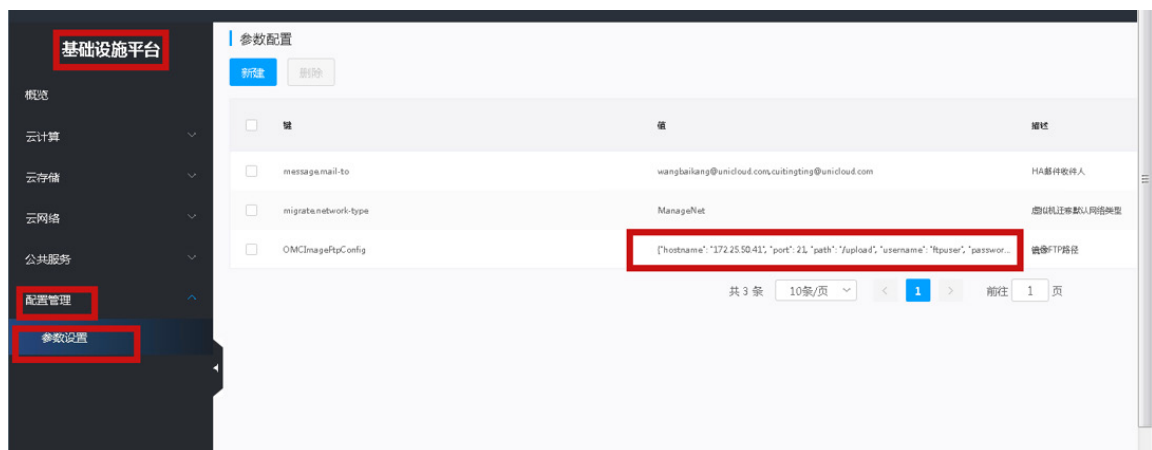 基础设施平台
概览
云计算
云存储
云网络
公共服务
配置管理
参数设置
参数配置
新建 删除
键 值 描述
message.mail-to wangbaikang@unicloud.com,cuitingting@unicloud.com HA邮件收件人
migrate.network-type ManageNet 虚拟机迁移默认网络类型
OMCImageFtpConfig {"hostname": "172.25.50.41", "port": 21, "path": "/upload", "username": "ftpuser", "passwor... 镜像FTP路径
共 3 条 10条/页 < 1 > 前往 1 页